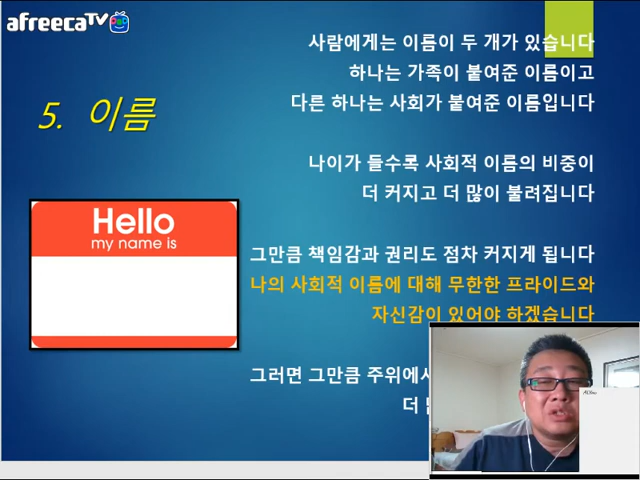 afreecaTV
사람에게는 이름이 두 개가 있습니다
하나는 가족이 붙여준 이름이고
다른 하나는 사회가 붙여준 이름입니다
5. 이름
나이가 들수록 사회적 이름의 비중이
더 커지고 더 많이 불려집니다
Hello
my name is
그만큼 책임감과 권리도 점차 커지게 됩니다
나의 사회적 이름에 대해 무한한 프라이드와
자신감이 있어야 하겠습니다
그러면 그만큼 주위에서
더